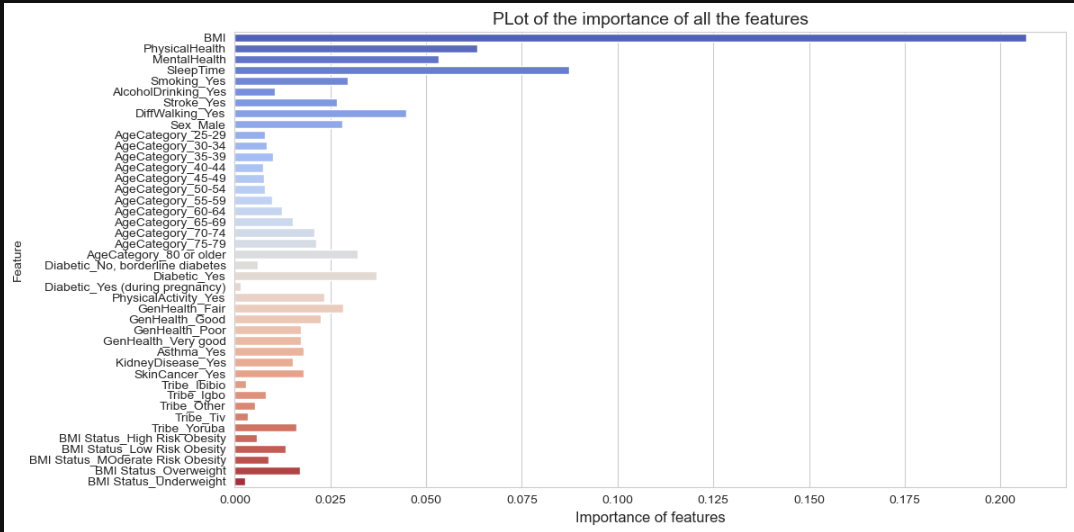 PLot of the importance of all the features
BMI
PhysicalHealth
MentalHealth
SleepTime
Smoking_Yes
AlcoholDrinking_Yes
Stroke_Yes
DiffWalking_Yes
Sex_Male
AgeCategory_25-29
AgeCategory_30-34
AgeCategory_35-39
AgeCategory_40-44
AgeCategory_45-49
AgeCategory_50-54
AgeCategory_55-59
AgeCategory_60-64
AgeCategory_65-69
AgeCategory_70-74
AgeCategory_75-79
AgeCategory_80 or older
Diabetic_No, borderline diabetes
Diabetic_Yes
Diabetic_Yes (during pregnancy)
PhysicalActivity_Yes
GenHealth_Fair
GenHealth_Good
GenHealth_Poor
GenHealth_Very good
Asthma_Yes
KidneyDisease_Yes
SkinCancer_Yes
Tribe_Ibibio
Tribe_Igbo
Tribe_Other
Tribe_Tiv
Tribe_Yoruba
BMI Status_High Risk Obesity
BMI Status_Low Risk Obesity
BMI Status_MOderate Risk Obesity
BMI Status_Overweight
BMI Status_Underweight
Feature
0.000 0.025 0.050 0.075 0.100 0.125 0.150 0.175 0.200
Importance of features